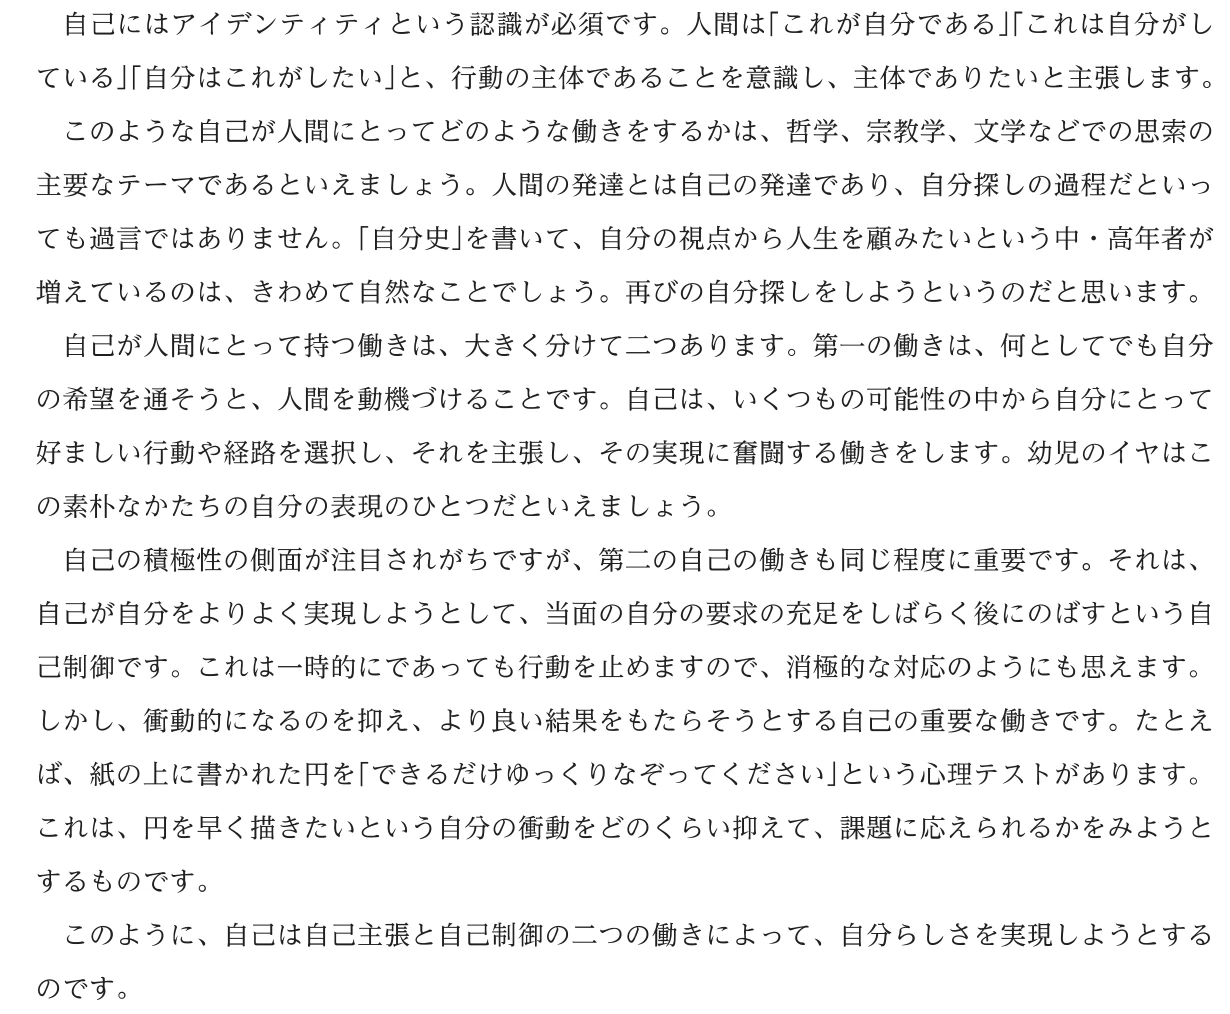 自己にはアイデンティティという認識が必須です。人間は「これが自分である」「これは自分がし
ている」「自分はこれがしたい」と、行動の主体であることを意識し、主体でありたいと主張します。
　このような自己が人間にとってどのような働きをするかは、哲学、宗教学、文学などでの思索の
主要なテーマであるといえましょう。人間の発達とは自己の発達であり、自分探しの過程だといっ
ても過言ではありません。「自分史」を書いて、自分の視点から人生を顧みたいという中・高年者が
増えているのは、きわめて自然なことでしょう。再びの自分探しをしようというのだと思います。
　自己が人間にとって持つ働きは、大きく分けて二つあります。第一の働きは、何としてでも自分
の希望を通そうと、人間を動機づけることです。自己は、いくつもの可能性の中から自分にとって
好ましい行動や経路を選択し、それを主張し、その実現に奮闘する働きをします。幼児のイヤはこ
の素朴なかたちの自分の表現のひとつだといえましょう。
　自己の積極性の側面が注目されがちですが、第二の自己の働きも同じ程度に重要です。それは、
自己が自分をよりよく実現しようとして、当面の自分の要求の充足をしばらく後にのばすという自
己制御です。これは一時的にであっても行動を止めますので、消極的な対応のようにも思えます。
しかし、衝動的になるのを抑え、より良い結果をもたらそうとする自己の重要な働きです。たとえ
ば、紙の上に書かれた円を「できるだけゆっくりなぞってください」という心理テストがあります。
これは、円を早く描きたいという自分の衝動をどのくらい抑えて、課題に応えられるかをみようと
するものです。
　このように、自己は自己主張と自己制御の二つの働きによって、自分らしさを実現しようとする
のです。